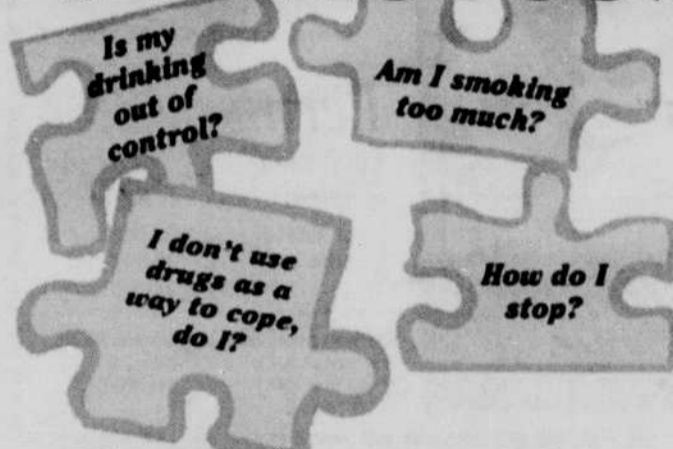 Is my
drinking
out of
control?
Am I smoking
too much?
I don't use
drugs as a
way to cope,
do I?
How do I
stop?